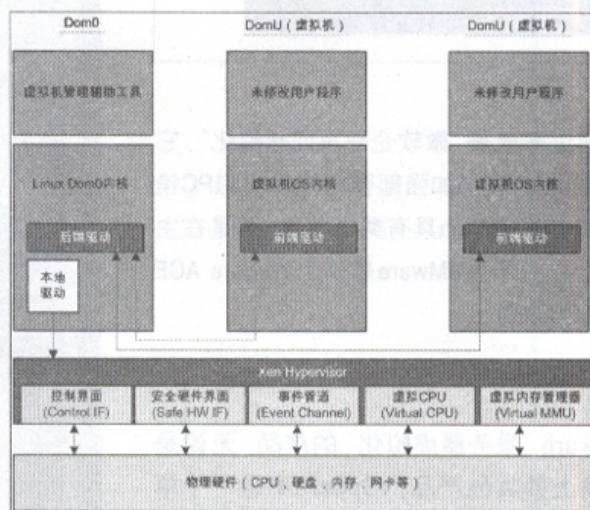 Dom0
DomU（虚拟机）
DomU（虚拟机）
虚拟机管理辅助工具
未修改用户程序
未修改用户程序
Linux Dom0内核
虚拟机OS内核
虚拟机OS内核
后端驱动
前端驱动
前端驱动
本地
驱动
Xen Hypervisor
控制界面
(Control IF)
安全硬件界面
(Safe HW IF)
事件管道
(Event Channel)
虚拟CPU
(Virtual CPU)
虚拟内存管理器
(Virtual MMU)
物理硬件（CPU，硬盘，内存，网卡等）